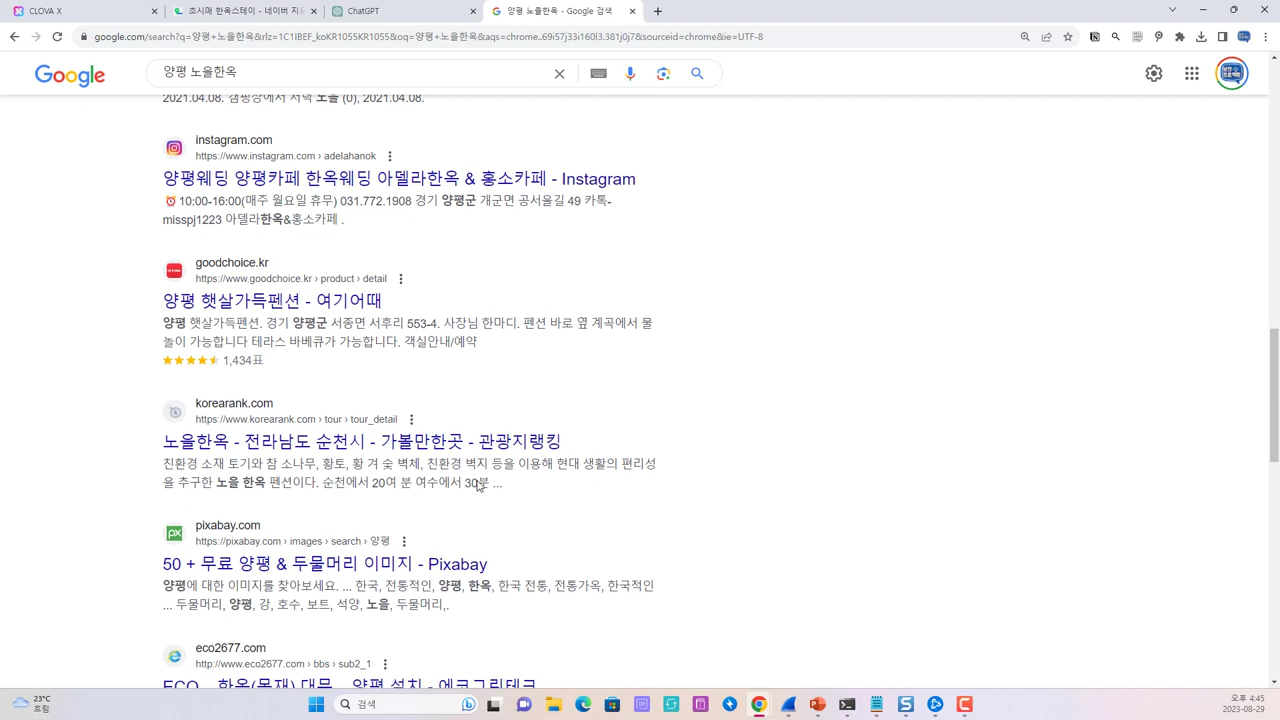 CLOVA X
초시매 한옥스테이 - 네이버 지도
ChatGPT
양평 노을한옥 - Google 검색
google.com/search?q=양평+노을한옥&rlz=1C1IBEF_koKR1055KR1055&oq=양평+노을한옥&aqs=chrome..69i57j33i160l3.381j0j7&sourceid=chrome&ie=UTF-8
Google
양평 노을한옥
2021.04.08. 캠핑장에서 저녁 노을 (0), 2021.04.08.
instagram.com
https://www.instagram.com › adelahanok
양평웨딩 양평카페 한옥웨딩 아델라한옥 & 홍소카페 - Instagram
⏰10:00-16:00(매주 월요일 휴무) 031.772.1908 경기 양평군 개군면 공서울길 49 카톡-
misspj1223 아델라한옥&홍소카페 .
goodchoice.kr
https://www.goodchoice.kr › product › detail
양평 햇살가득펜션 - 여기어때
양평 햇살가득펜션. 경기 양평군 서종면 서후리 553-4. 사장님 한마디. 펜션 바로 옆 계곡에서 물
놀이 가능합니다 테라스 바베큐가 가능합니다. 객실안내/예약
1,434표
korearank.com
https://www.korearank.com › tour › tour_detail
노을한옥 - 전라남도 순천시 - 가볼만한곳 - 관광지랭킹
친환경 소재 토기와 참 소나무, 황토, 황 겨 숯 벽체, 친환경 벽지 등을 이용해 현대 생활의 편리성
을 추구한 노을 한옥 펜션이다. 순천에서 20여 분 여수에서 30분 ...
pixabay.com
https://pixabay.com › images › search › 양평
50 + 무료 양평 & 두물머리 이미지 - Pixabay
양평에 대한 이미지를 찾아보세요. ... 한국, 전통적인, 양평, 한옥, 한국 전통, 전통가옥, 한국적인
... 두물머리, 양평, 강, 호수, 보트, 석양, 노을, 두물머리,.
eco2677.com
http://www.eco2677.com › bbs › sub2_1
23°C
흐림
검색
오후 4:45
2023-08-29